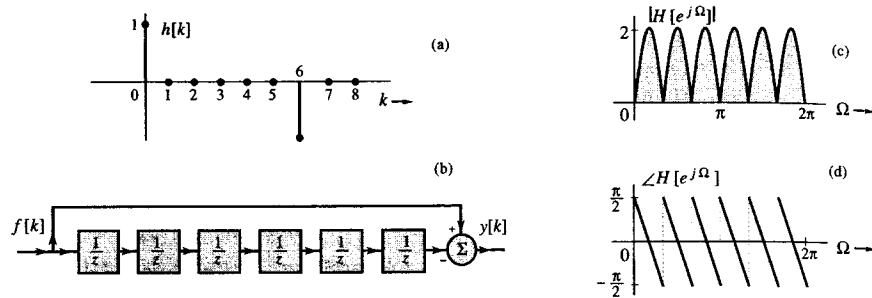 1 h[k]
(a)
6
0 1 2 3 4 5 7 8 k →
(b)
f[k] 1/z 1/z 1/z 1/z 1/z 1/z + − Σ y[k]
|H[e^{jΩ}]|
2
(c)
0 π 2π Ω →
∠H[e^{jΩ}]
(d)
π/2
0 2π Ω →
−π/2